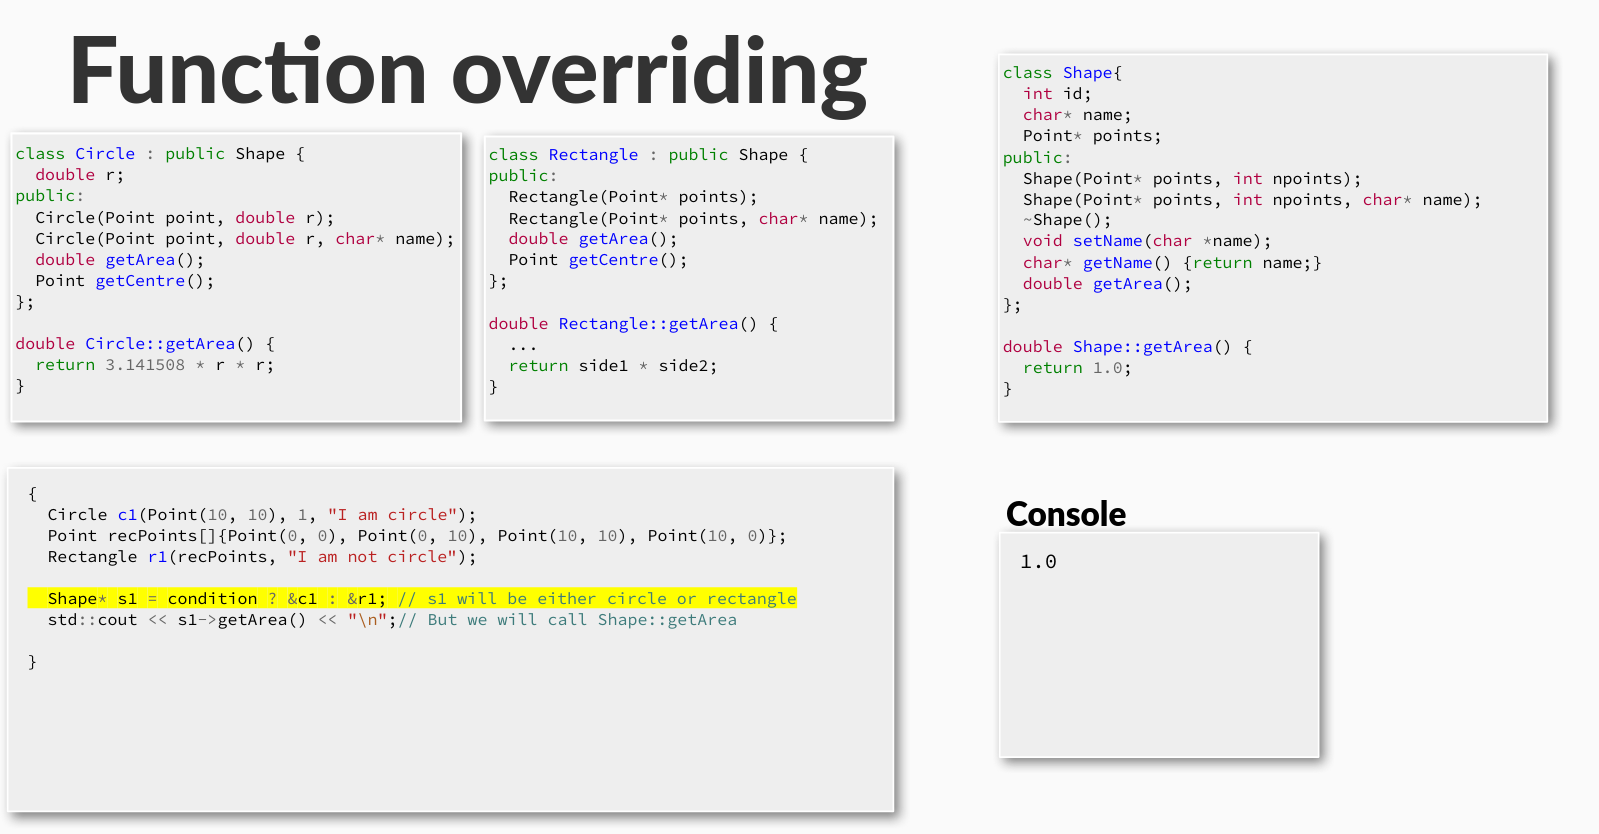 Function overriding
class Circle : public Shape {
  double r;
public:
  Circle(Point point, double r);
  Circle(Point point, double r, char* name);
  double getArea();
  Point getCentre();
};

double Circle::getArea() {
  return 3.141508 * r * r;
}
class Rectangle : public Shape {
public:
  Rectangle(Point* points);
  Rectangle(Point* points, char* name);
  double getArea();
  Point getCentre();
};

double Rectangle::getArea() {
  ...
  return side1 * side2;
}
class Shape{
  int id;
  char* name;
  Point* points;
public:
  Shape(Point* points, int npoints);
  Shape(Point* points, int npoints, char* name);
  ~Shape();
  void setName(char *name);
  char* getName() {return name;}
  double getArea();
};

double Shape::getArea() {
  return 1.0;
}
{
  Circle c1(Point(10, 10), 1, "I am circle");
  Point recPoints[]{Point(0, 0), Point(0, 10), Point(10, 10), Point(10, 0)};
  Rectangle r1(recPoints, "I am not circle");

  Shape* s1 = condition ? &c1 : &r1; // s1 will be either circle or rectangle
  std::cout << s1->getArea() << "\n";// But we will call Shape::getArea

}
Console
1.0